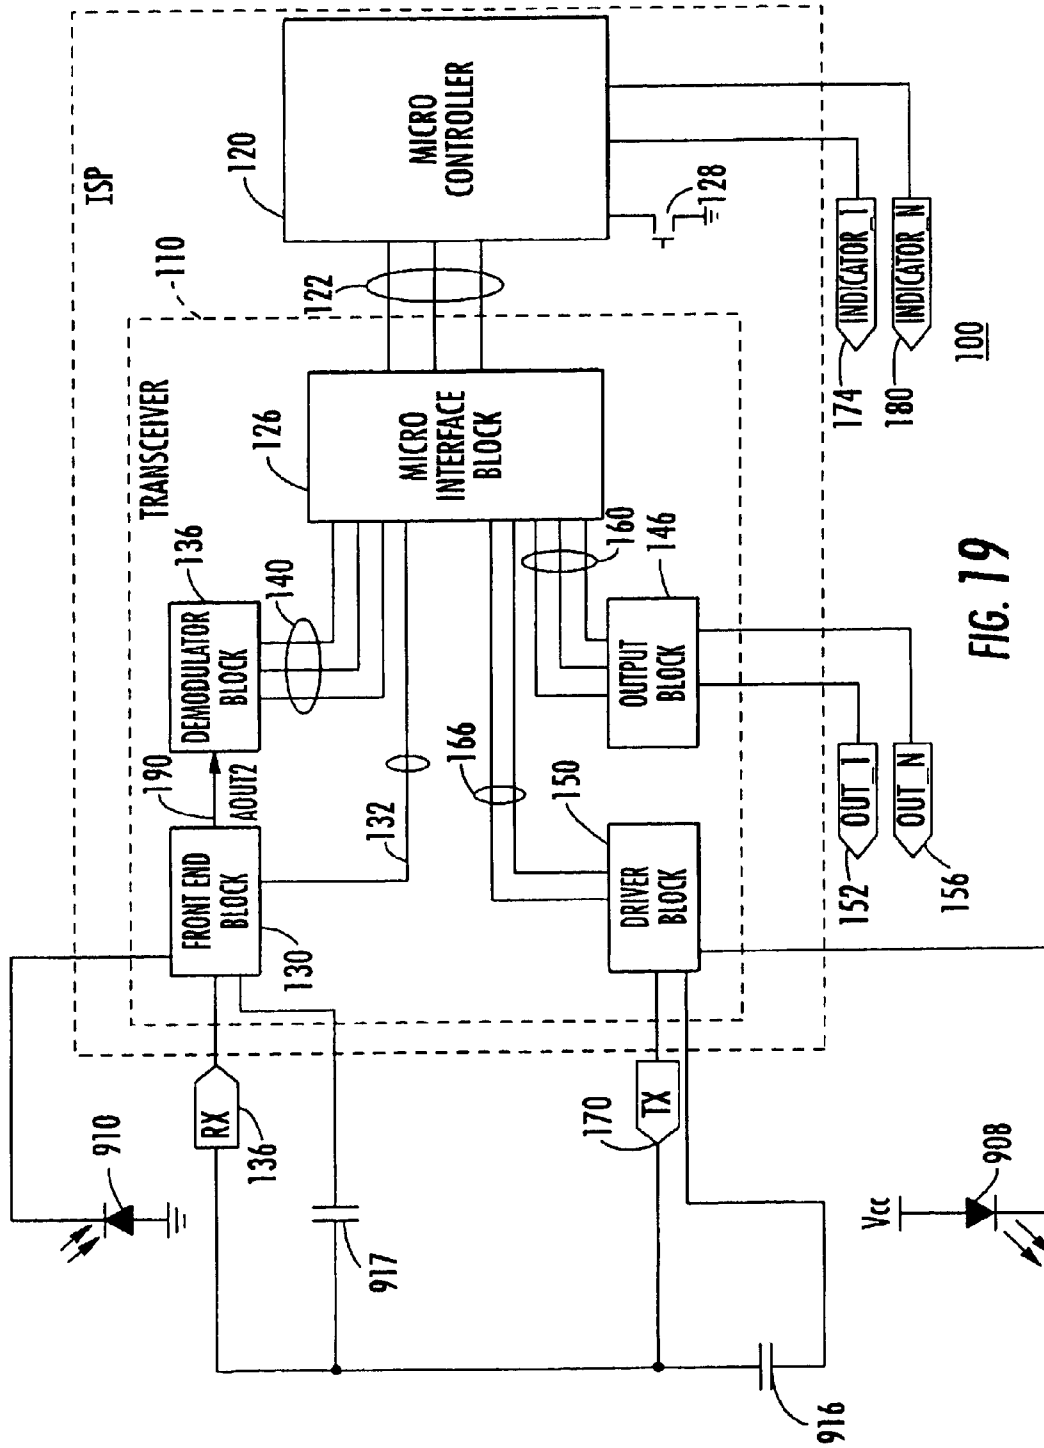 ISP
110
TRANSCEIVER
120
MICRO
CONTROLLER
122
126
MICRO
INTERFACE
BLOCK
128
136
DEMODULATOR
BLOCK
140
190
AOUT2
FRONT END
BLOCK
130
132
166
150
DRIVER
BLOCK
160
146
OUTPUT
BLOCK
910
RX
136
917
170
TX
916
Vcc
908
OUT_1
152
OUT_N
156
INDICATOR_1
174
INDICATOR_N
180
100
FIG. 19